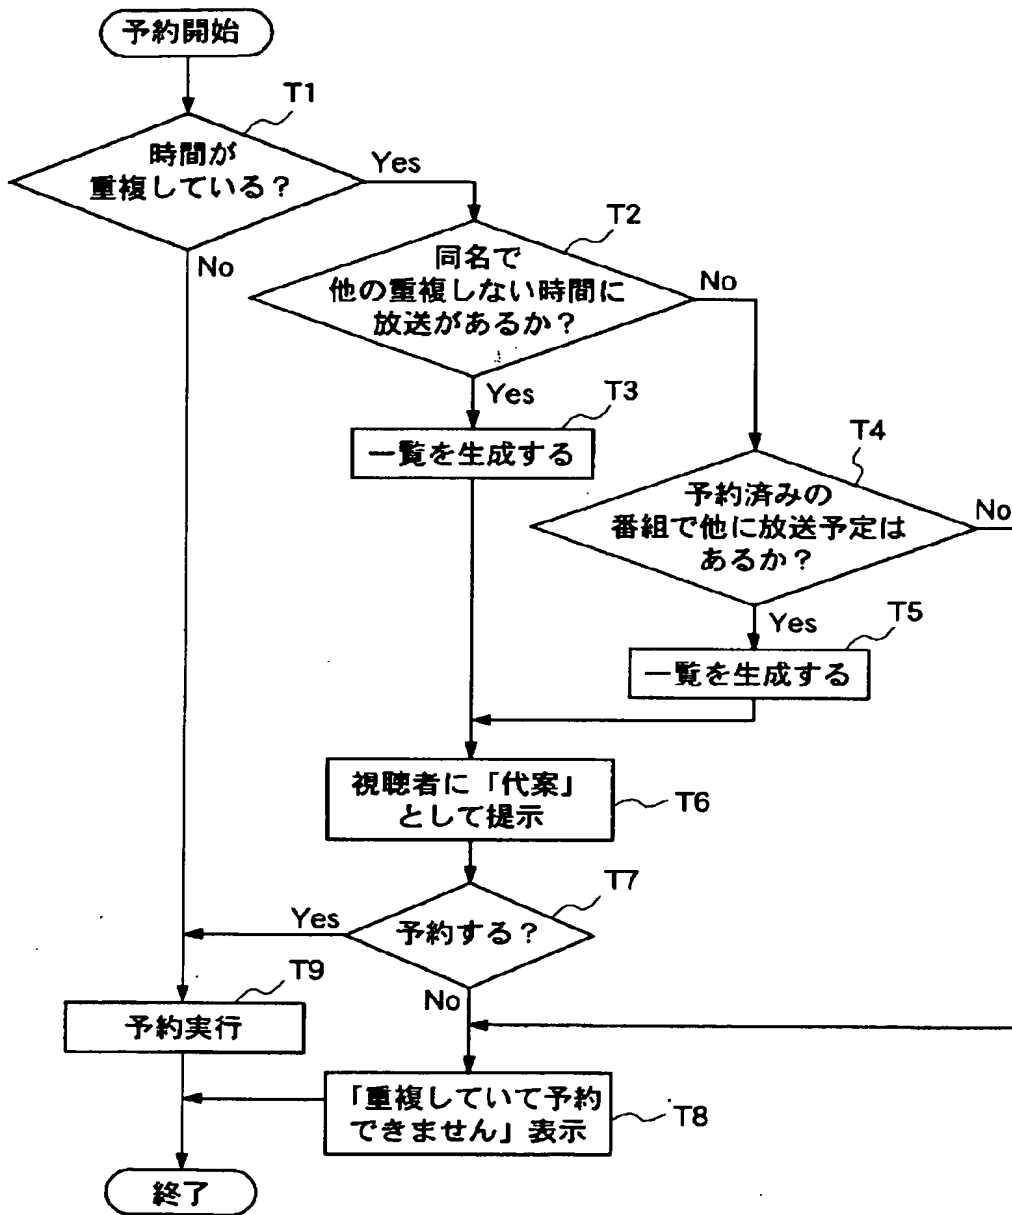 予約開始
T1
時間が
重複している？
Yes
No
T2
同名で
他の重複しない時間に
放送があるか？
No
Yes
T3
一覧を生成する
T4
予約済みの
番組で他に放送予定は
あるか？
No
Yes
T5
一覧を生成する
視聴者に「代案」
として提示
T6
T7
予約する？
Yes
No
T9
予約実行
「重複していて予約
できません」表示
T8
終了